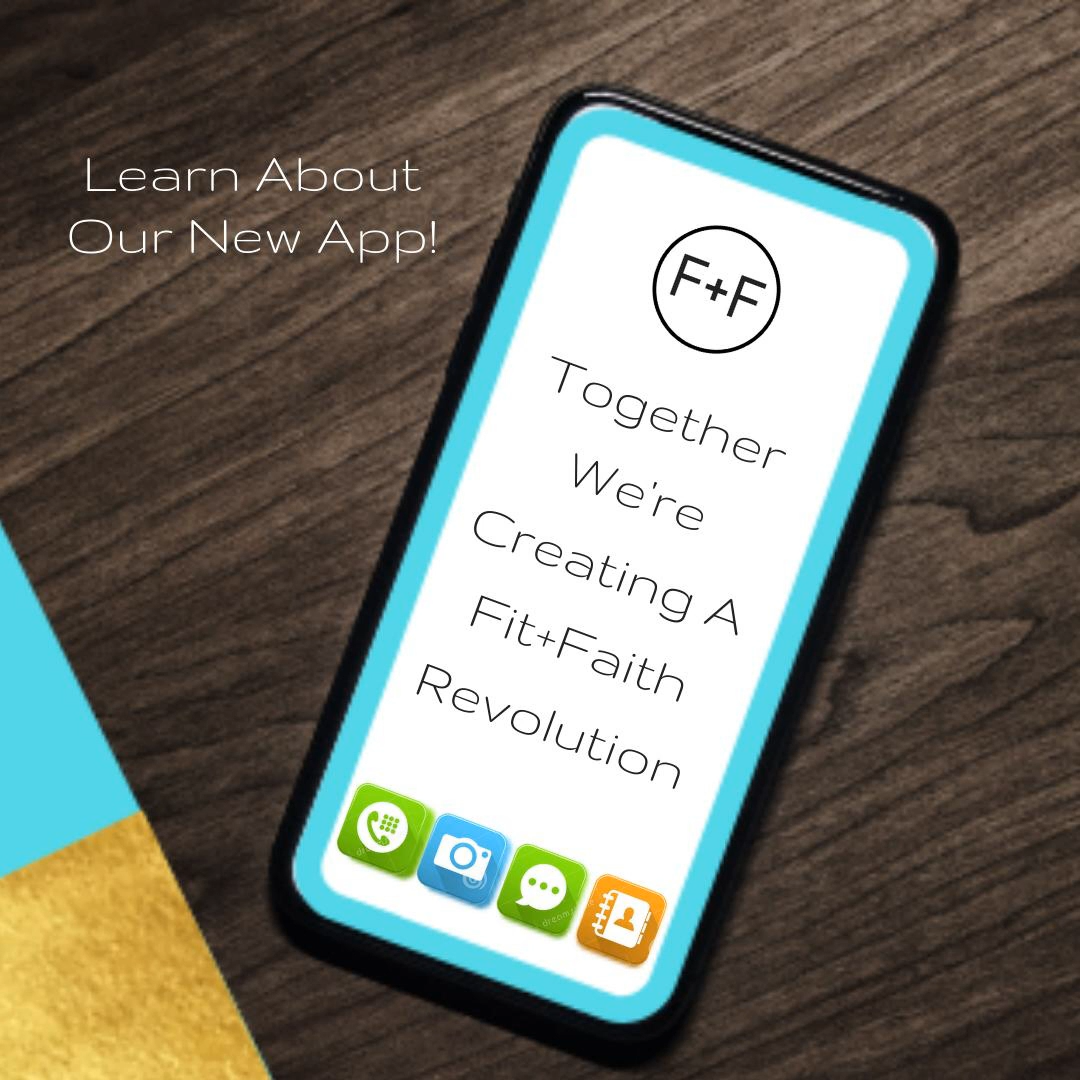 Learn About
Our New App!
F+F
Together
We're
Creating A
Fit+Faith
Revolution